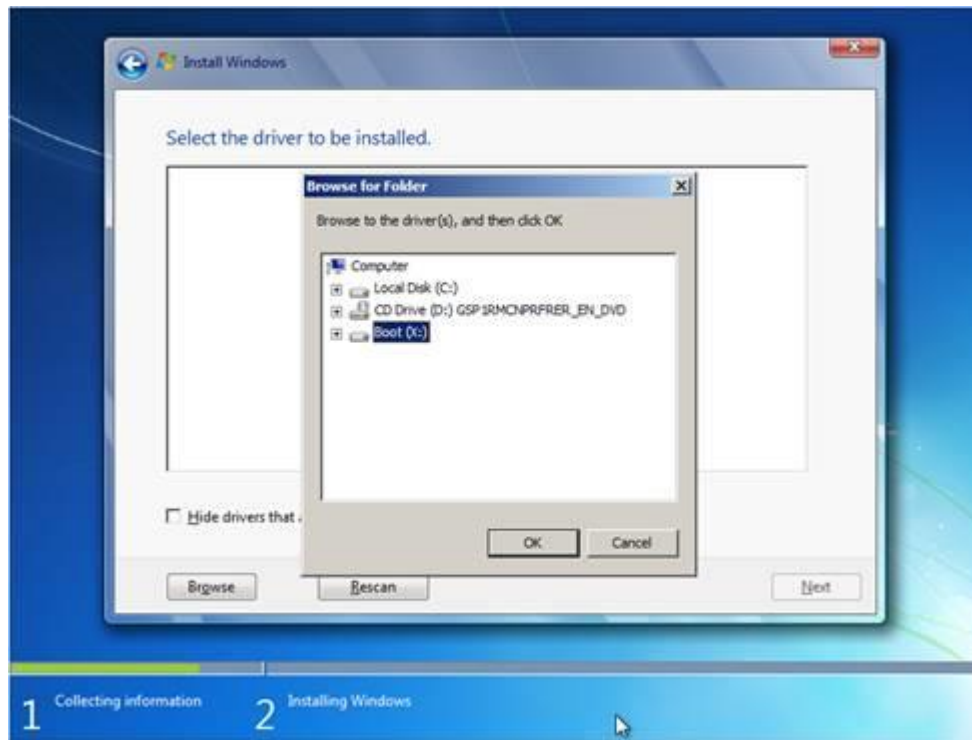 Install Windows
Select the driver to be installed.
Browse for Folder
Browse to the driver(s), and then click OK
Computer
Local Disk (C:)
CD Drive (D:) GSP1RMCNPRFRER_EN_DVD
Boot (X:)
Hide drivers that
OK Cancel
Browse Rescan Next
1 Collecting information 2 Installing Windows